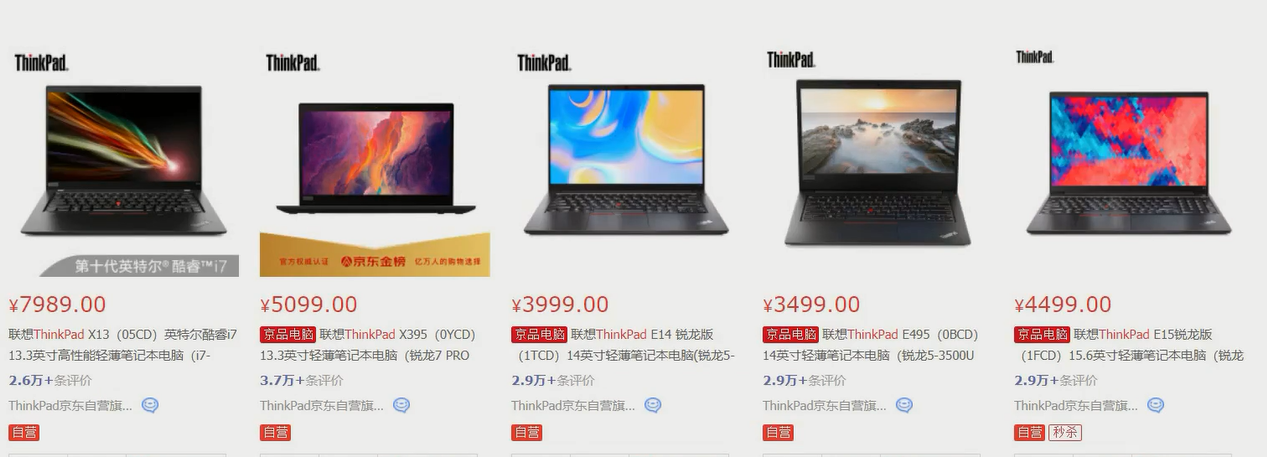 ThinkPad
第十代英特尔®酷睿™i7
¥7989.00
联想ThinkPad X13（05CD）英特尔酷睿i7
13.3英寸高性能轻薄笔记本电脑（i7-
2.6万+条评价
ThinkPad京东自营旗...
自营
ThinkPad
官方权威认证 京东金榜 亿万人的购物选择
¥5099.00
京品电脑 联想ThinkPad X395（0YCD）
13.3英寸轻薄笔记本电脑（锐龙7 PRO
3.7万+条评价
ThinkPad京东自营旗...
自营
ThinkPad
¥3999.00
京品电脑 联想ThinkPad E14 锐龙版
（1TCD）14英寸轻薄笔记本电脑(锐龙5-
2.9万+条评价
ThinkPad京东自营旗...
自营
ThinkPad
¥3499.00
京品电脑 联想ThinkPad E495（0BCD）
14英寸轻薄笔记本电脑（锐龙5-3500U
2.9万+条评价
ThinkPad京东自营旗...
自营
ThinkPad
¥4499.00
京品电脑 联想ThinkPad E15锐龙版
（1FCD）15.6英寸轻薄笔记本电脑（锐龙
2.9万+条评价
ThinkPad京东自营旗...
自营 秒杀